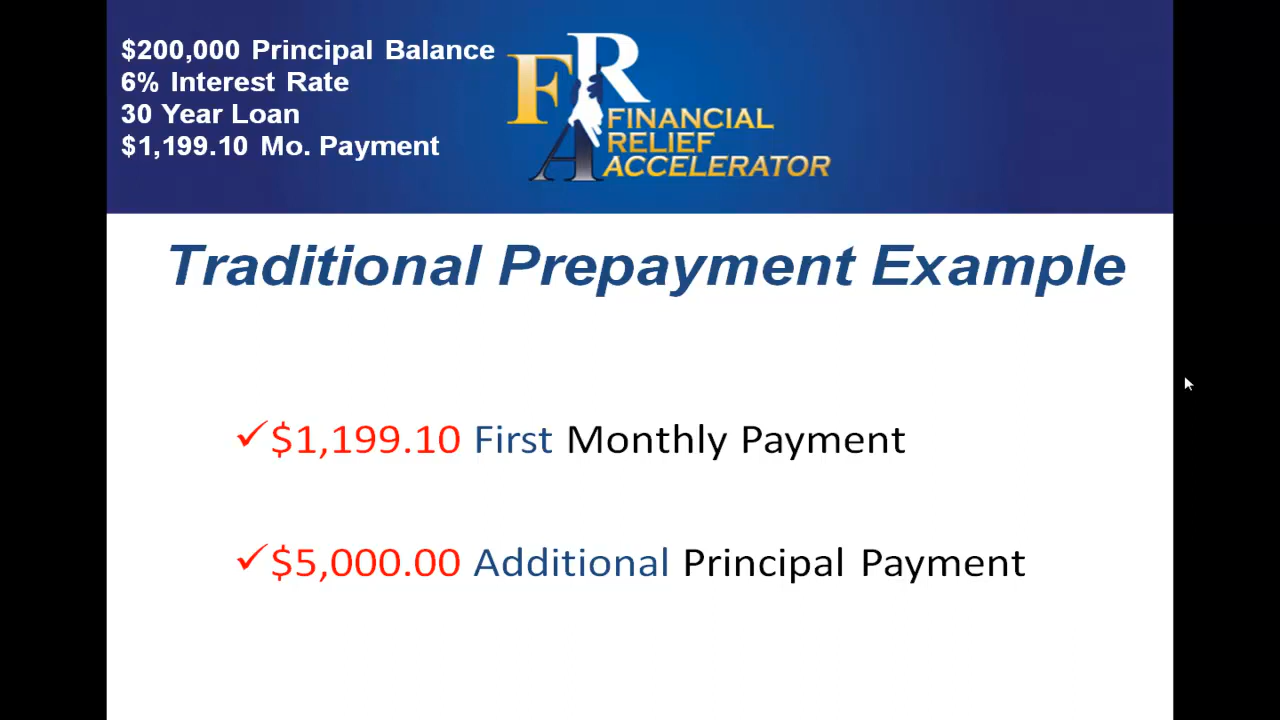 $200,000 Principal Balance
6% Interest Rate
30 Year Loan
$1,199.10 Mo. Payment
FRA
FINANCIAL
RELIEF
ACCELERATOR
Traditional Prepayment Example
✓$1,199.10 First Monthly Payment
✓$5,000.00 Additional Principal Payment